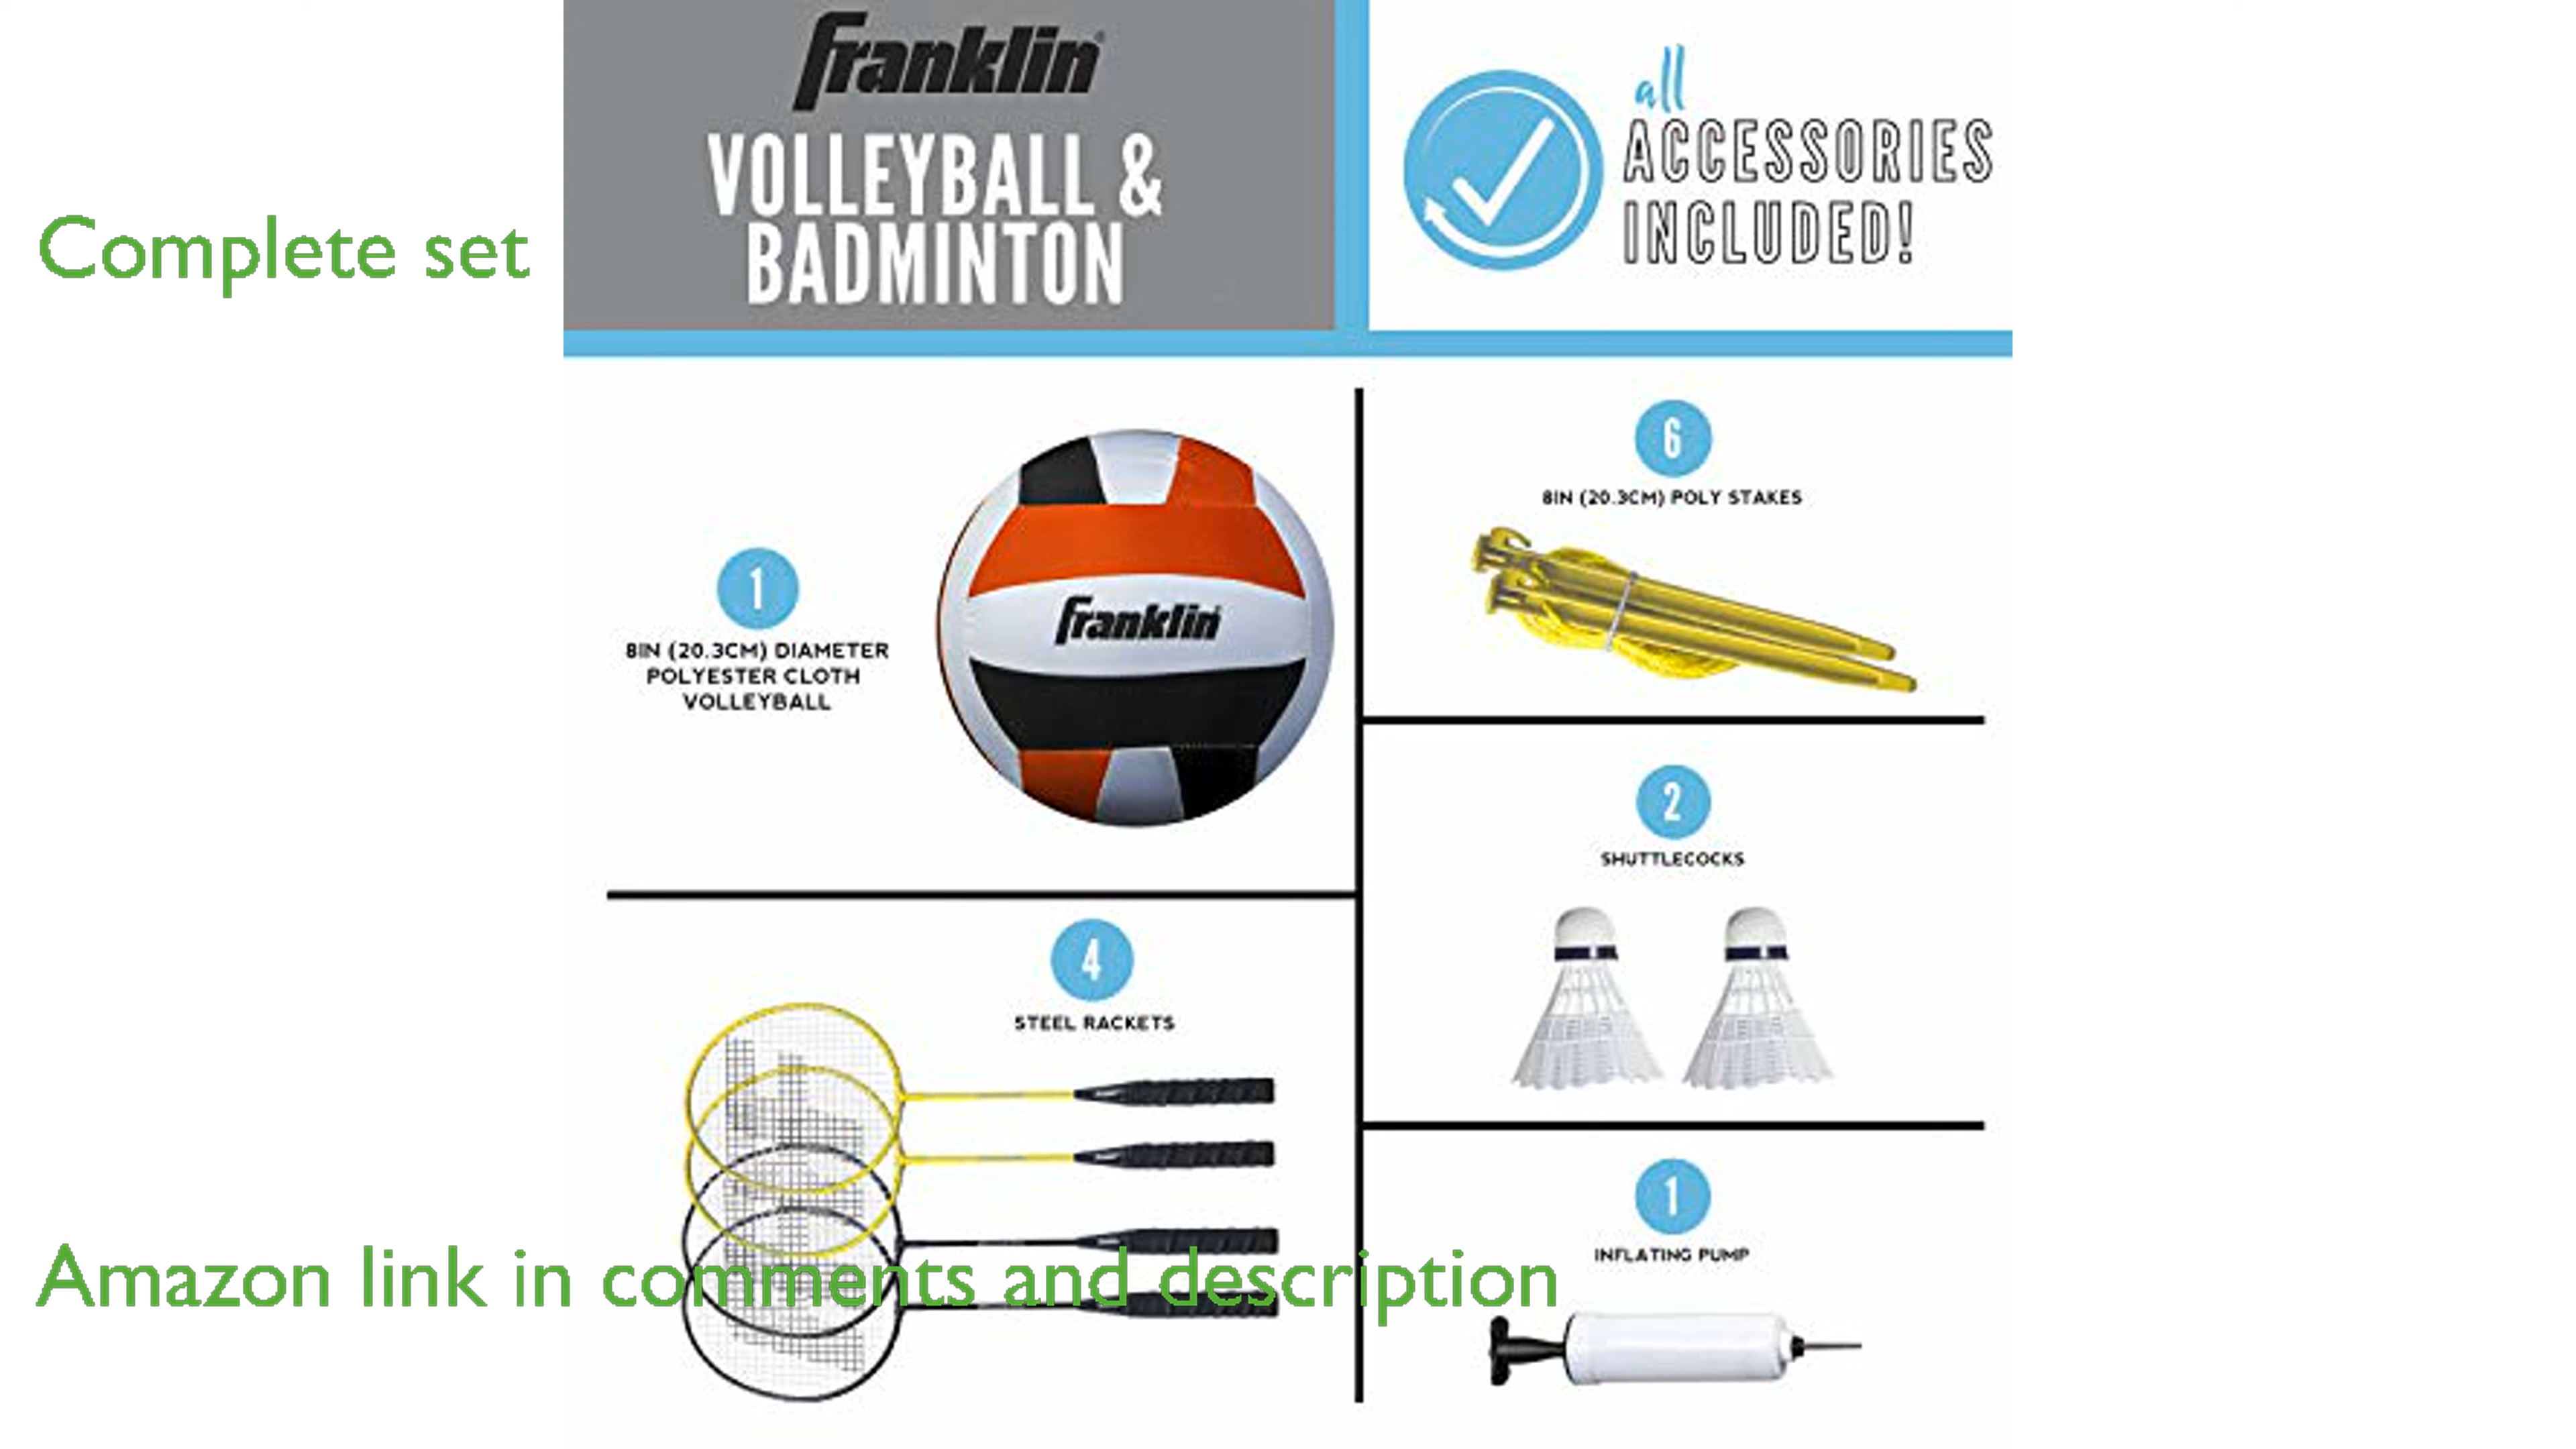 Franklin
VOLLEYBALL &
BADMINTON
all
ACCESSORIES
INCLUDED!
Complete set
1
8IN (20.3CM) DIAMETER
POLYESTER CLOTH
VOLLEYBALL
Franklin
6
8IN (20.3CM) POLY STAKES
2
SHUTTLECOCKS
4
STEEL RACKETS
1
INFLATING PUMP
Amazon link in comments and description